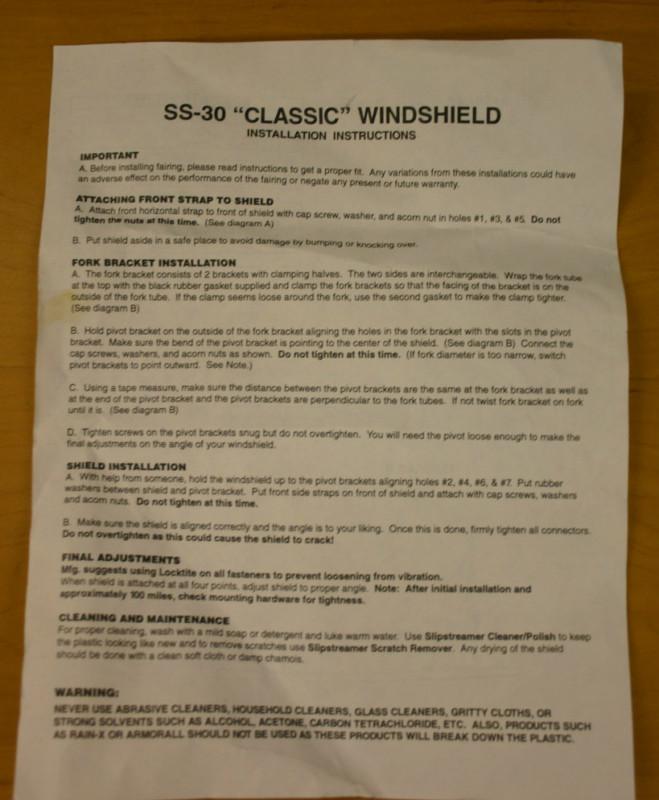 SS-30 "CLASSIC" WINDSHIELD
INSTALLATION INSTRUCTIONS
IMPORTANT
A. Before installing fairing, please read instructions to get a proper fit. Any variations from these installations could have
an adverse effect on the performance of the fairing or negate any present or future warranty.
ATTACHING FRONT STRAP TO SHIELD
A. Attach front horizontal strap to front of shield with cap screw, washer, and acorn nut in holes #1, #3, & #5. Do not
tighten the nuts at this time. (See diagram A)
B. Put shield aside in a safe place to avoid damage by bumping or knocking over.
FORK BRACKET INSTALLATION
A. The fork bracket consists of 2 brackets with clamping halves. The two sides are interchangeable. Wrap the fork tube
at the top with the black rubber gasket supplied and clamp the fork brackets so that the facing of the bracket is on the
outside of the fork tube. If the clamp seems loose around the fork, use the second gasket to make the clamp tighter.
(See diagram B)
B. Hold pivot bracket on the outside of the fork bracket aligning the holes in the fork bracket with the slots in the pivot
bracket. Make sure the bend of the pivot bracket is pointing to the center of the shield. (See diagram B) Connect the
cap screws, washers, and acorn nuts as shown. Do not tighten at this time. (If fork diameter is too narrow, switch
pivot brackets to point outward. See Note.)
C. Using a tape measure, make sure the distance between the pivot brackets are the same at the fork bracket as well as
at the end of the pivot bracket and the pivot brackets are perpendicular to the fork tubes. If not twist fork bracket on fork
until it is. (See diagram B)
D. Tighten screws on the pivot brackets snug but do not overtighten. You will need the pivot loose enough to make the
final adjustments on the angle of your windshield.
SHIELD INSTALLATION
A. With help from someone, hold the windshield up to the pivot brackets aligning holes #2, #4, #6, & #7. Put rubber
washers between shield and pivot bracket. Put front side straps on front of shield and attach with cap screws, washers
and acorn nuts. Do not tighten at this time.
B. Make sure the shield is aligned correctly and the angle is to your liking. Once this is done, firmly tighten all connectors.
Do not overtighten as this could cause the shield to crack!
FINAL ADJUSTMENTS
Mfg. suggests using Locktite on all fasteners to prevent loosening from vibration.
When shield is attached at all four points, adjust shield to proper angle. Note: After initial installation and
approximately 100 miles, check mounting hardware for tightness.
CLEANING AND MAINTENANCE
For proper cleaning, wash with a mild soap or detergent and luke warm water. Use Slipstreamer Cleaner/Polish to keep
the plastic looking like new and to remove scratches use Slipstreamer Scratch Remover. Any drying of the shield
should be done with a clean soft cloth or damp chamois.
WARNING:
NEVER USE ABRASIVE CLEANERS, HOUSEHOLD CLEANERS, GLASS CLEANERS, GRITTY CLOTHS, OR
STRONG SOLVENTS SUCH AS ALCOHOL, ACETONE, CARBON TETRACHLORIDE, ETC. ALSO, PRODUCTS SUCH
AS RAIN-X OR ARMORALL SHOULD NOT BE USED AS THESE PRODUCTS WILL BREAK DOWN THE PLASTIC.